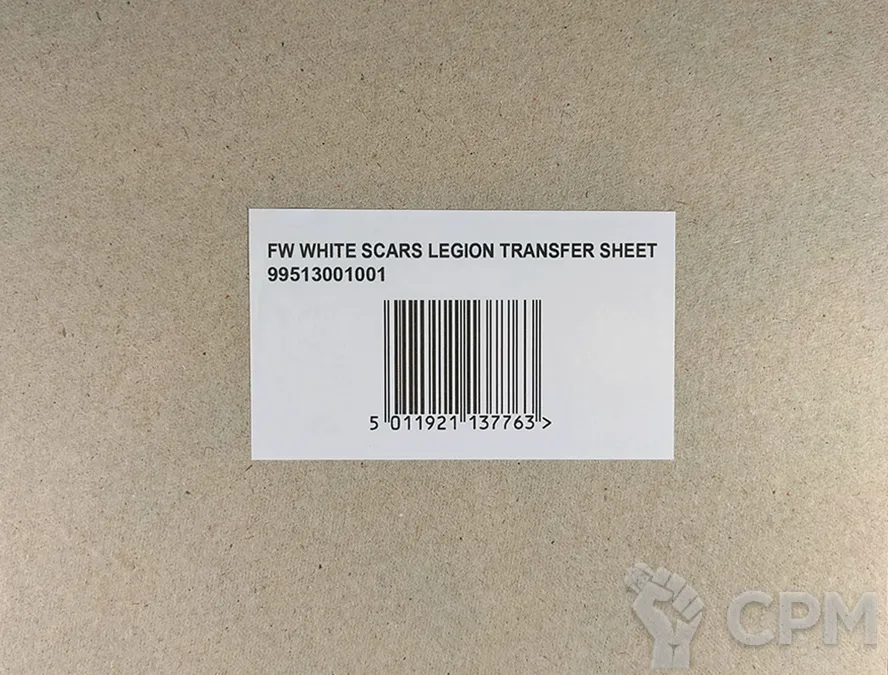 FW WHITE SCARS LEGION TRANSFER SHEET
99513001001
5 011921 137763 >
CPM